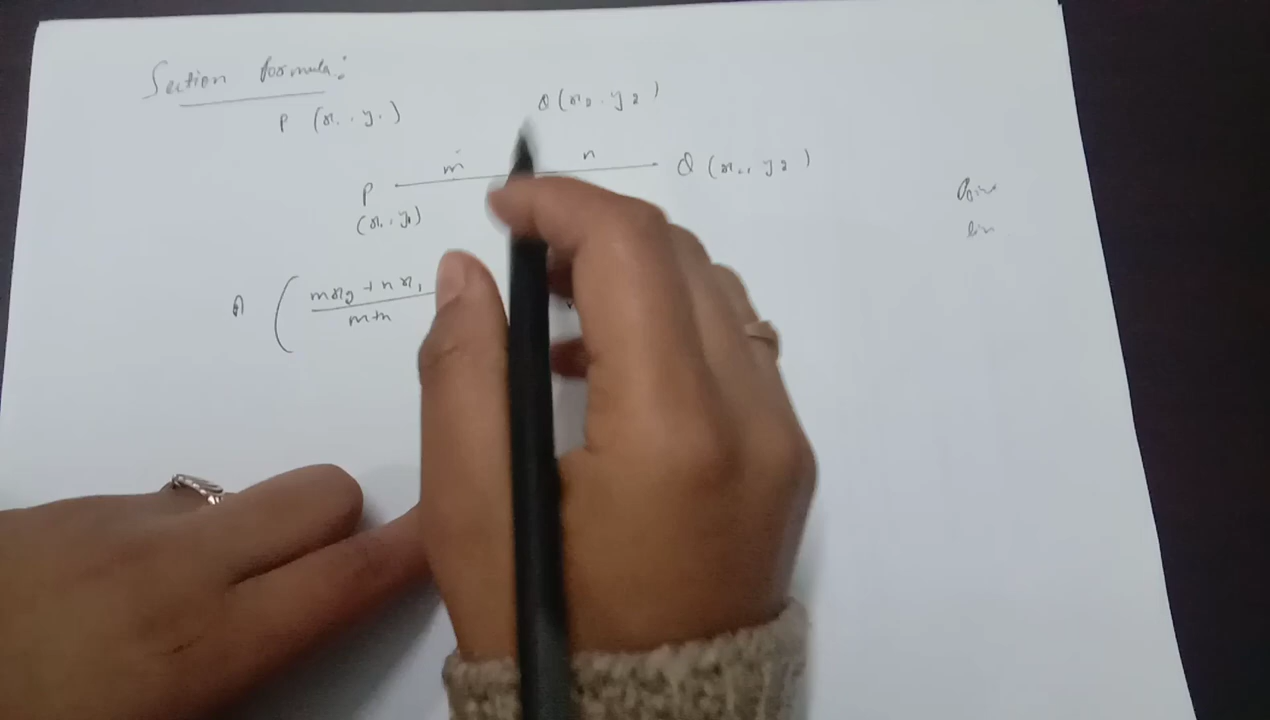 Section formula:
P (x₁, y₁) Q (x₂, y₂)
m n
P Q (x₂, y₂)
(x₁, y₁)
A ( mx₂ + nx₁
m+n